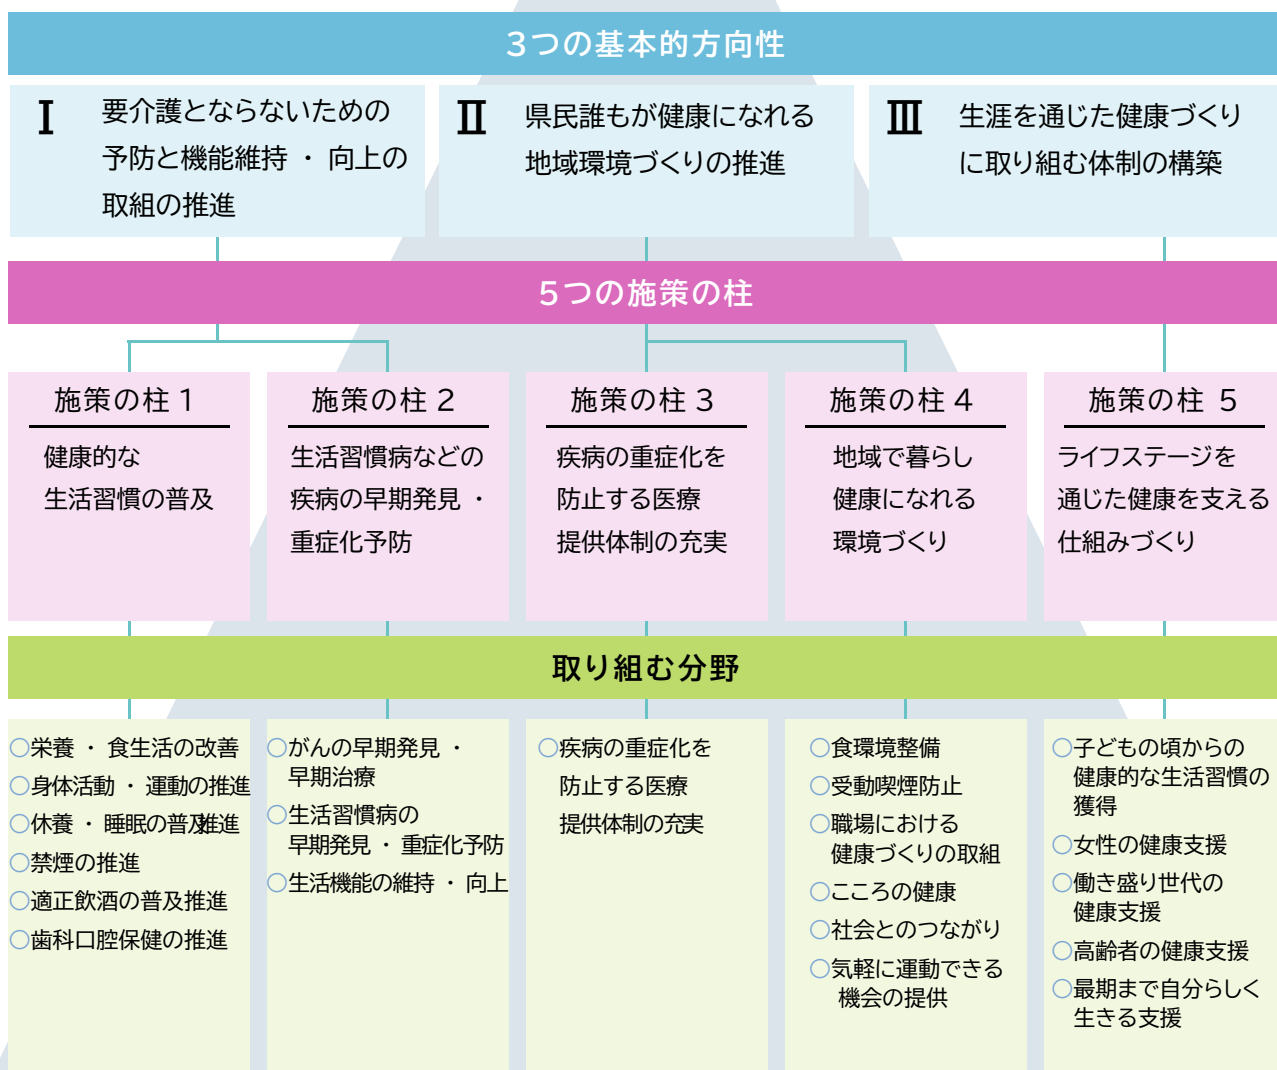 3つの基本的方向性
Ⅰ
要介護とならないための
予防と機能維持 ・ 向上の
取組の推進
Ⅱ
県民誰もが健康になれる
地域環境づくりの推進
Ⅲ
生涯を通じた健康づくり
に取り組む体制の構築
5つの施策の柱
施策の柱 1
健康的な
生活習慣の普及
施策の柱 2
生活習慣病などの
疾病の早期発見 ・
重症化予防
施策の柱 3
疾病の重症化を
防止する医療
提供体制の充実
施策の柱 4
地域で暮らし
健康になれる
環境づくり
施策の柱 5
ライフステージを
通じた健康を支える
仕組みづくり
取り組む分野
○栄養 ・ 食生活の改善
○身体活動 ・ 運動の推進
○休養 ・ 睡眠の普及推進
○禁煙の推進
○適正飲酒の普及推進
○歯科口腔保健の推進
○がんの早期発見 ・
早期治療
○生活習慣病の
早期発見 ・ 重症化予防
○生活機能の維持 ・ 向上
○疾病の重症化を
防止する医療
提供体制の充実
○食環境整備
○受動喫煙防止
○職場における
健康づくりの取組
○こころの健康
○社会とのつながり
○気軽に運動できる
機会の提供
○子どもの頃からの
健康的な生活習慣の
獲得
○女性の健康支援
○働き盛り世代の
健康支援
○高齢者の健康支援
○最期まで自分らしく
生きる支援